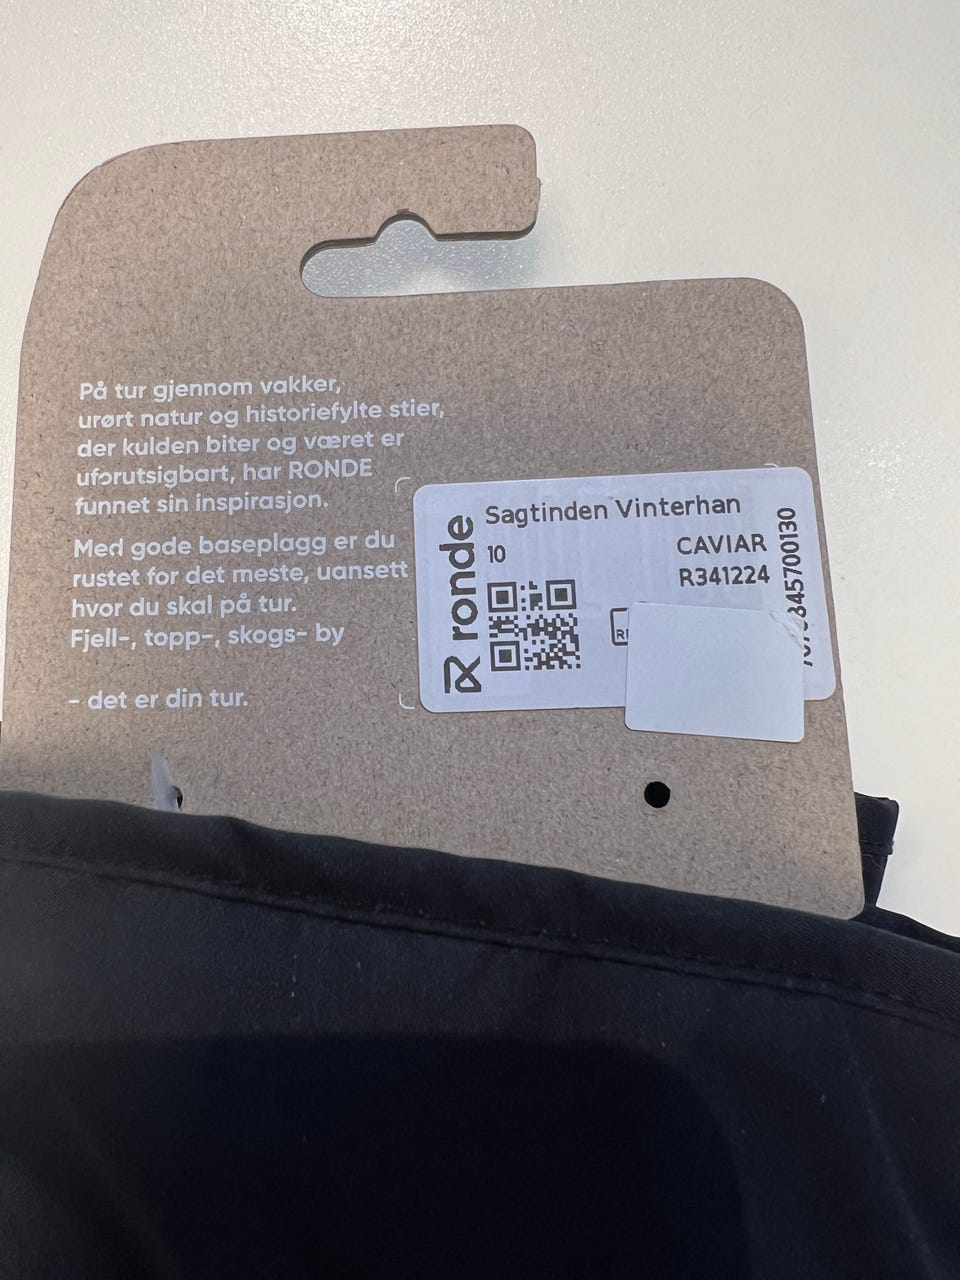 På tur gjennom vakker,
urørt natur og historiefylte stier,
der kulden biter og været er
uforutsigbart, har RONDE
funnet sin inspirasjon.
Med gode baseplagg er du
rustet for det meste, uansett
hvor du skal på tur.
Fjell-, topp-, skogs- by
- det er din tur.
ronde
Sagtinden Vinterhan
10
CAVIAR
R341224